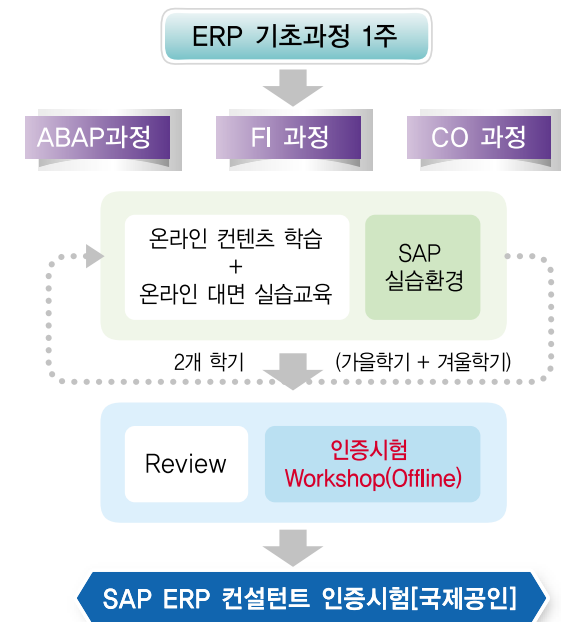 ERP 기초과정 1주
ABAP과정
FI 과정
CO 과정
온라인 컨텐츠 학습
+
온라인 대면 실습교육
SAP
실습환경
2개 학기
(가을학기 + 겨울학기)
Review
인증시험
Workshop(Offline)
SAP ERP 컨설턴트 인증시험[국제공인]